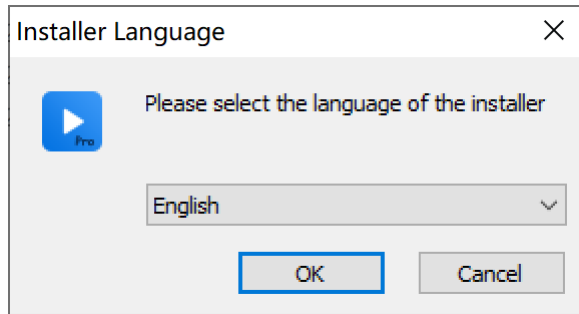 Installer Language
Please select the language of the installer
Pro
English
OK
Cancel